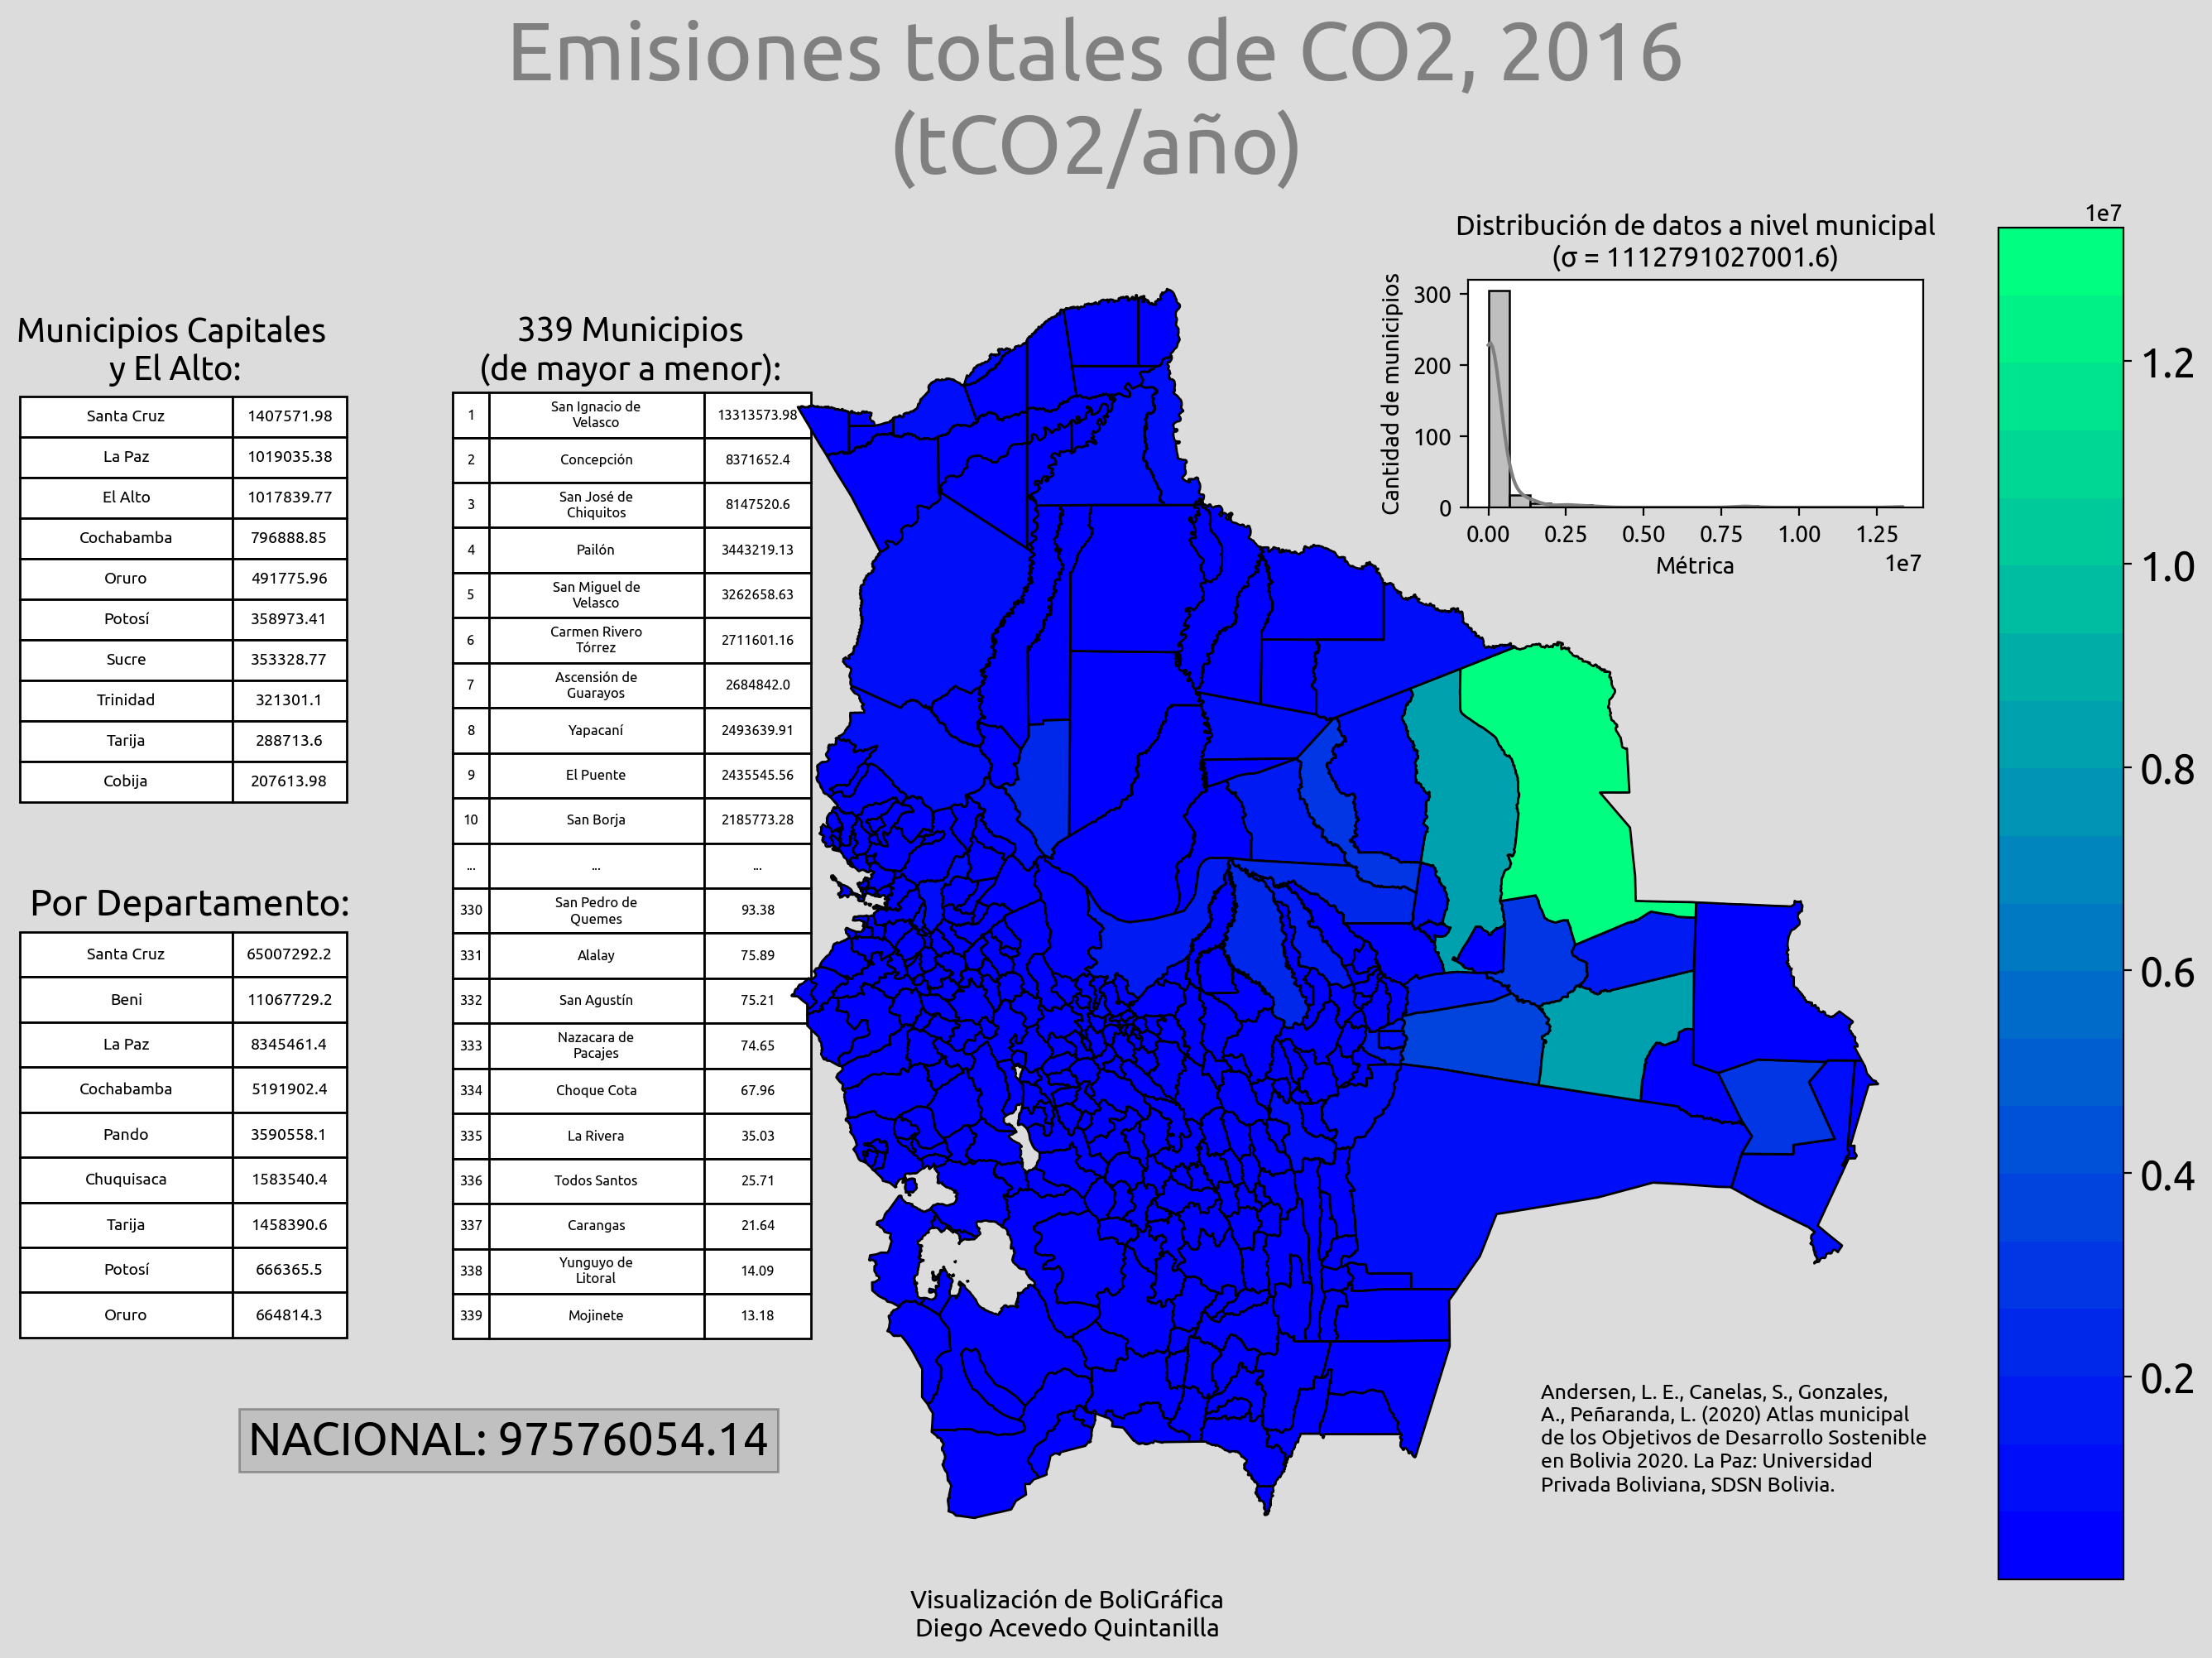 Emisiones totales de CO2, 2016
(tCO2/año)
Municipios Capitales
y El Alto:
Santa Cruz 1407571.98
La Paz 1019035.38
El Alto 1017839.77
Cochabamba 796888.85
Oruro 491775.96
Potosí 358973.41
Sucre 353328.77
Trinidad 321301.1
Tarija 288713.6
Cobija 207613.98
Por Departamento:
Santa Cruz 65007292.2
Beni 11067729.2
La Paz 8345461.4
Cochabamba 5191902.4
Pando 3590558.1
Chuquisaca 1583540.4
Tarija 1458390.6
Potosí 666365.5
Oruro 664814.3
339 Municipios
(de mayor a menor):
1 San Ignacio de
Velasco 13313573.98
2 Concepción 8371652.4
3 San José de
Chiquitos 8147520.6
4 Pailón 3443219.13
5 San Miguel de
Velasco 3262658.63
6 Carmen Rivero
Tórrez 2711601.16
7 Ascensión de
Guarayos 2684842.0
8 Yapacaní 2493639.91
9 El Puente 2435545.56
10 San Borja 2185773.28
... ... ...
330 San Pedro de
Quemes 93.38
331 Alalay 75.89
332 San Agustín 75.21
333 Nazacara de
Pacajes 74.65
334 Choque Cota 67.96
335 La Rivera 35.03
336 Todos Santos 25.71
337 Carangas 21.64
338 Yunguyo de
Litoral 14.09
339 Mojinete 13.18
NACIONAL: 97576054.14
Distribución de datos a nivel municipal
(σ = 1112791027001.6)
Cantidad de municipios
300
200
100
0
0.00 0.25 0.50 0.75 1.00 1.25
Métrica
1e7
1e7
1.2
1.0
0.8
0.6
0.4
0.2
Andersen, L. E., Canelas, S., Gonzales,
A., Peñaranda, L. (2020) Atlas municipal
de los Objetivos de Desarrollo Sostenible
en Bolivia 2020. La Paz: Universidad
Privada Boliviana, SDSN Bolivia.
Visualización de BoliGráfica
Diego Acevedo Quintanilla